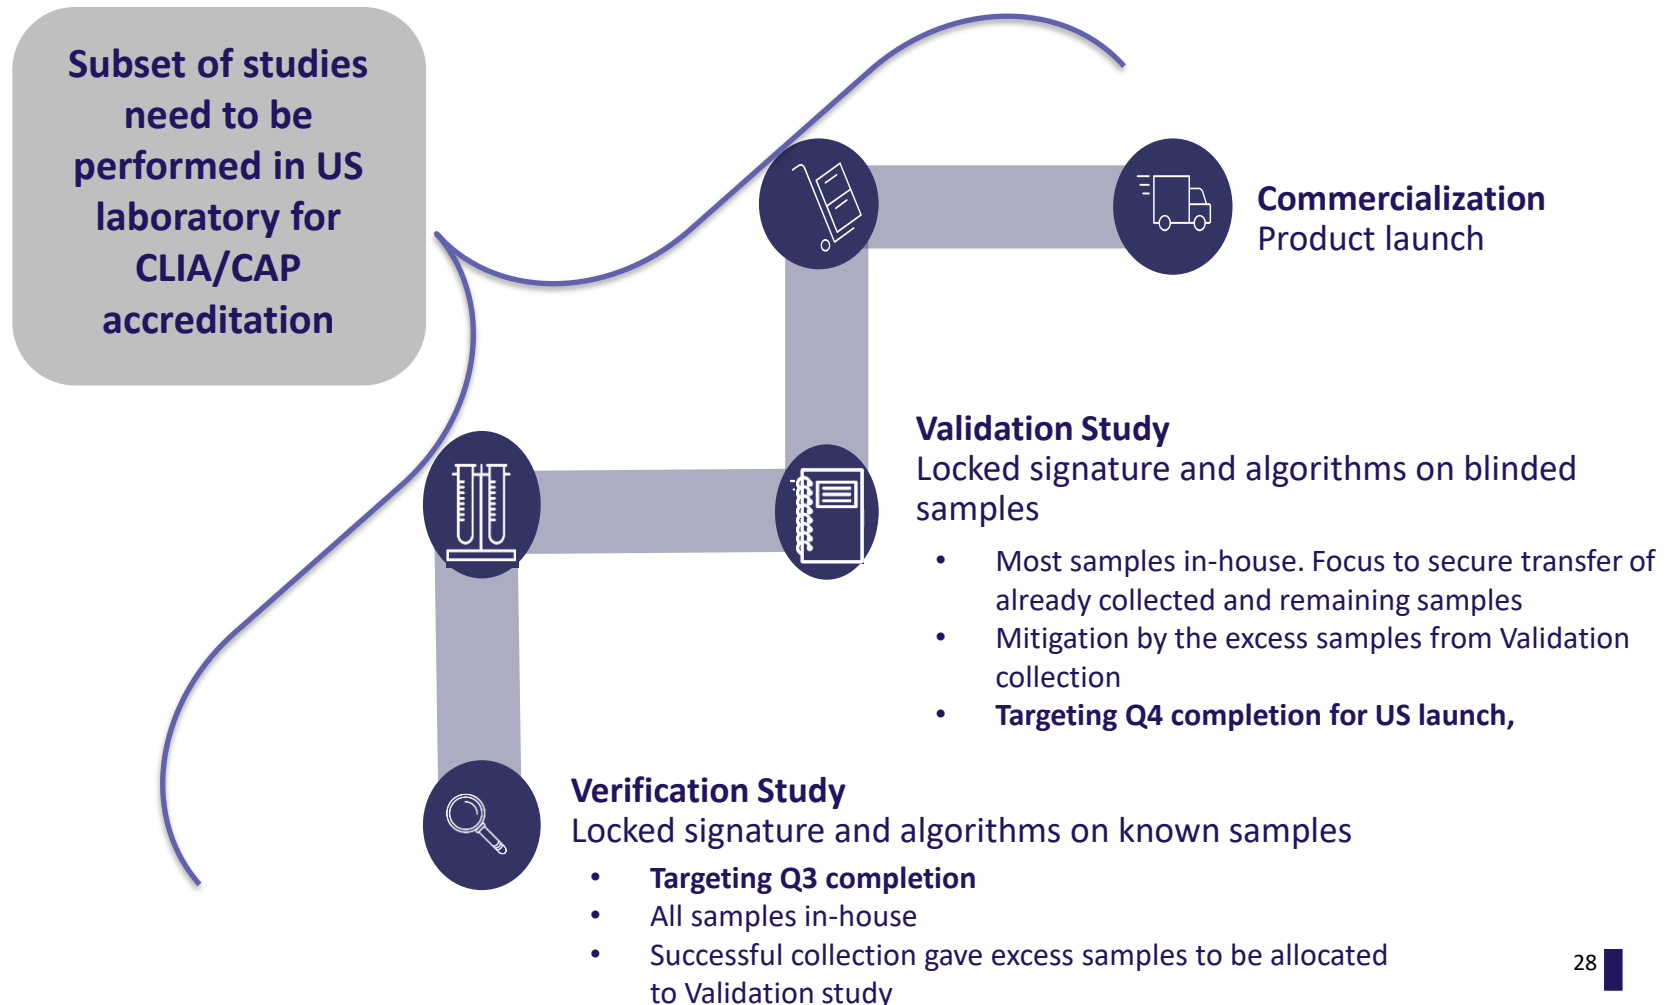 Subset of studies
need to be
performed in US
laboratory for
CLIA/CAP
accreditation
Commercialization
Product launch
Validation Study
Locked signature and algorithms on blinded
samples
• Most samples in-house. Focus to secure transfer of
already collected and remaining samples
• Mitigation by the excess samples from Validation
collection
• Targeting Q4 completion for US launch,
Verification Study
Locked signature and algorithms on known samples
• Targeting Q3 completion
• All samples in-house
• Successful collection gave excess samples to be allocated
to Validation study
28